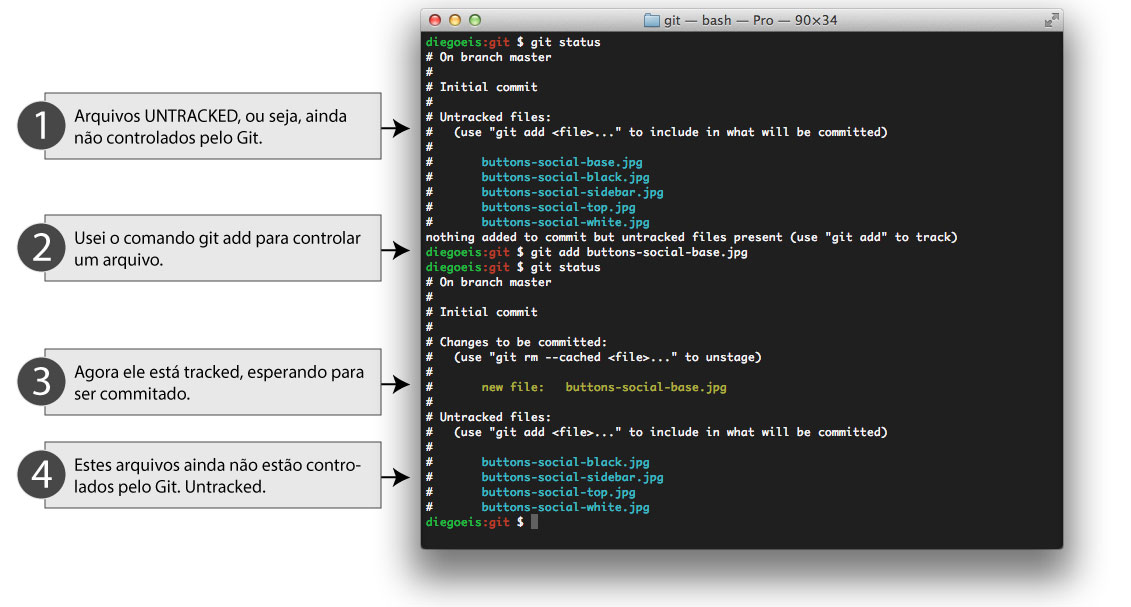 git — bash — Pro — 90×34
1
Arquivos UNTRACKED, ou seja, ainda
não controlados pelo Git.
2
Usei o comando git add para controlar
um arquivo.
3
Agora ele está tracked, esperando para
ser commitado.
4
Estes arquivos ainda não estão contro-
lados pelo Git. Untracked.
diegoeis:git $ git status
# On branch master
#
# Initial commit
#
# Untracked files:
#   (use "git add <file>..." to include in what will be committed)
#
#       buttons-social-base.jpg
#       buttons-social-black.jpg
#       buttons-social-sidebar.jpg
#       buttons-social-top.jpg
#       buttons-social-white.jpg
nothing added to commit but untracked files present (use "git add" to track)
diegoeis:git $ git add buttons-social-base.jpg
diegoeis:git $ git status
# On branch master
#
# Initial commit
#
# Changes to be committed:
#   (use "git rm --cached <file>..." to unstage)
#
#       new file:   buttons-social-base.jpg
#
# Untracked files:
#   (use "git add <file>..." to include in what will be committed)
#
#       buttons-social-black.jpg
#       buttons-social-sidebar.jpg
#       buttons-social-top.jpg
#       buttons-social-white.jpg
diegoeis:git $